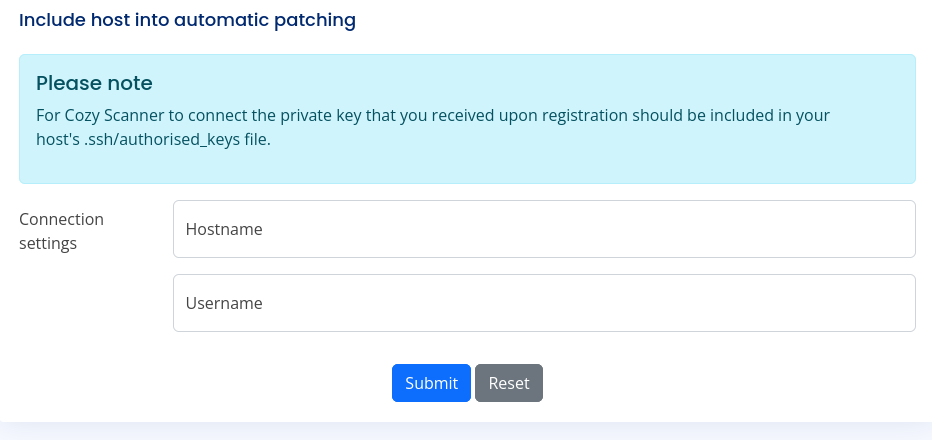 Include host into automatic patching
Please note
For Cozy Scanner to connect the private key that you received upon registration should be included in your
host's .ssh/authorised_keys file.
Connection
settings
Hostname
Username
Submit
Reset